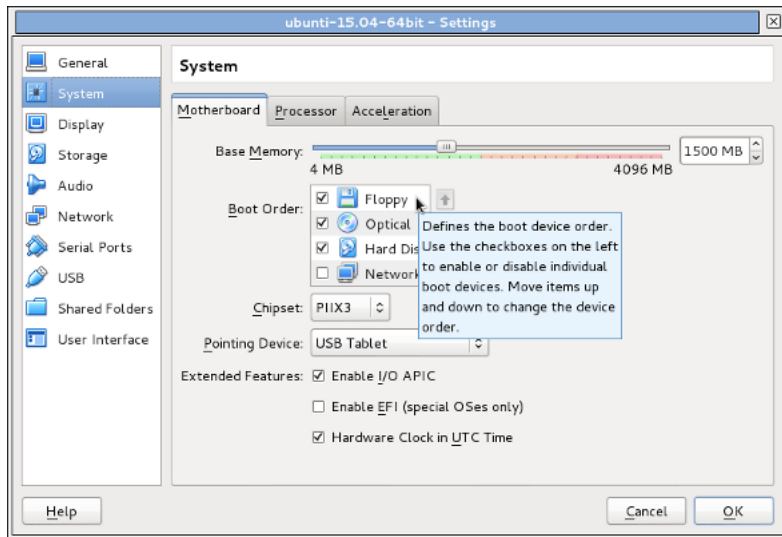 ubunti-15.04-64bit - Settings
General
System
Display
Storage
Audio
Network
Serial Ports
USB
Shared Folders
User Interface
System
Motherboard Processor Acceleration
Base Memory: 1500 MB
4 MB 4096 MB
Boot Order: Floppy
Optical
Hard Dis
Network
Defines the boot device order.
Use the checkboxes on the left
to enable or disable individual
boot devices. Move items up
and down to change the device
order.
Chipset: PIIX3
Pointing Device: USB Tablet
Extended Features: Enable I/O APIC
Enable EFI (special OSes only)
Hardware Clock in UTC Time
Help Cancel OK